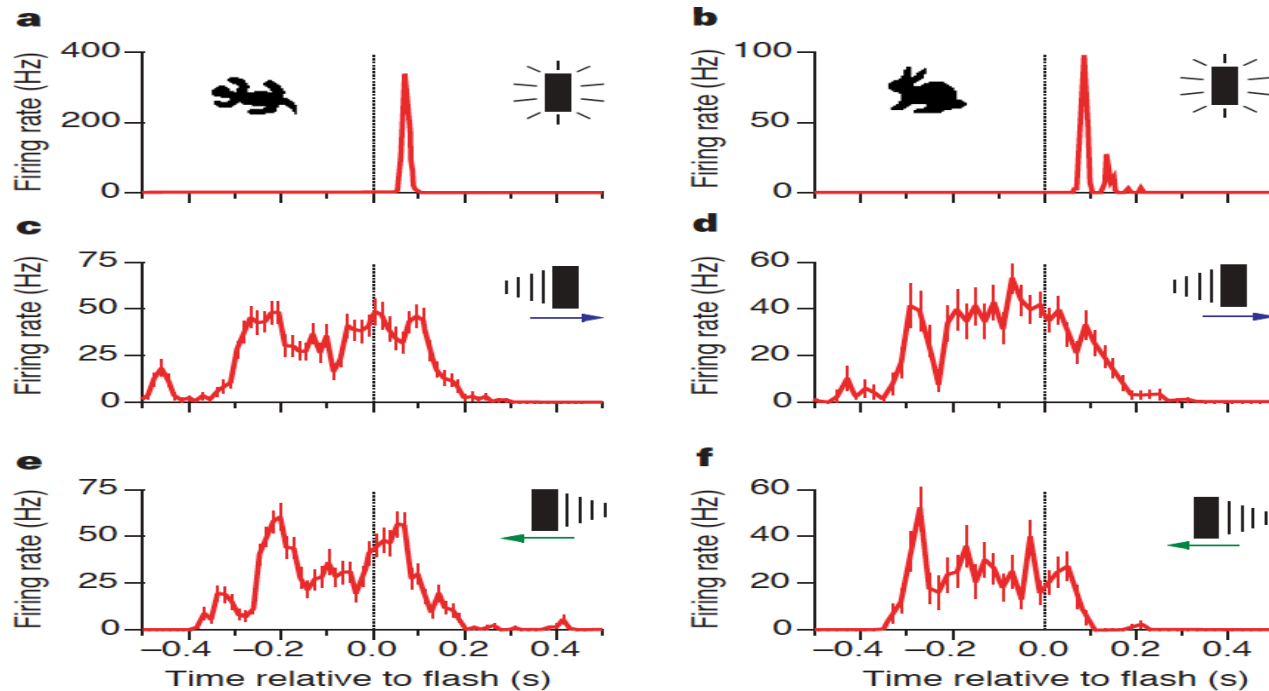 a
Firing rate (Hz)
400
200
0
b
Firing rate (Hz)
100
50
0
c
Firing rate (Hz)
75
50
25
0
d
Firing rate (Hz)
60
40
20
0
e
Firing rate (Hz)
75
50
25
0
−0.4 −0.2 0.0 0.2 0.4
Time relative to flash (s)
f
Firing rate (Hz)
60
40
20
0
−0.4 −0.2 0.0 0.2 0.4
Time relative to flash (s)